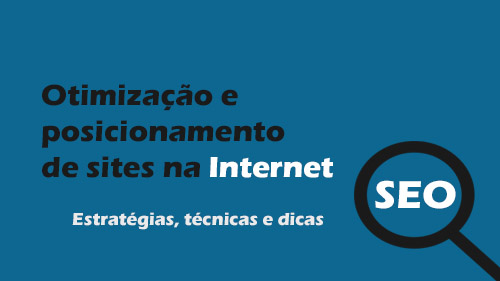 Otimização e
posicionamento
de sites na Internet
SEO
Estratégias, técnicas e dicas